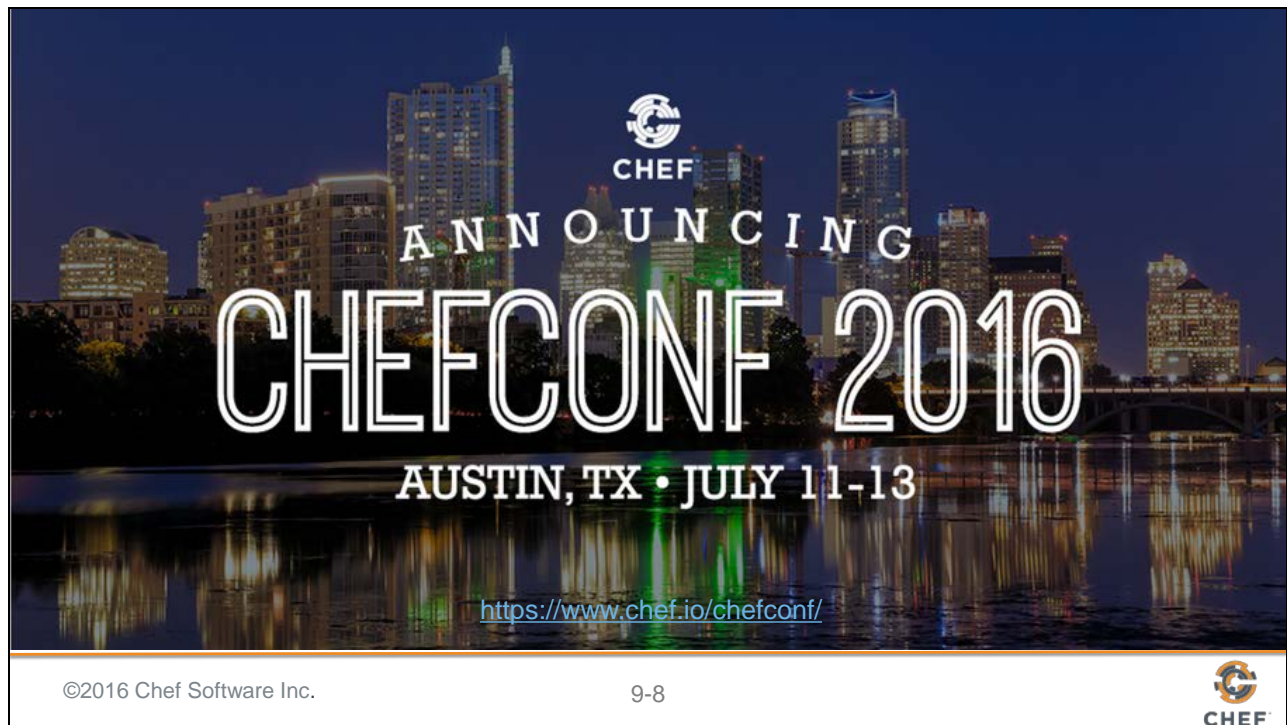 CHEF
ANNOUNCING
CHEFCONF 2016
AUSTIN, TX • JULY 11-13
https://www.chef.io/chefconf/
©2016 Chef Software Inc.
9-8
CHEF